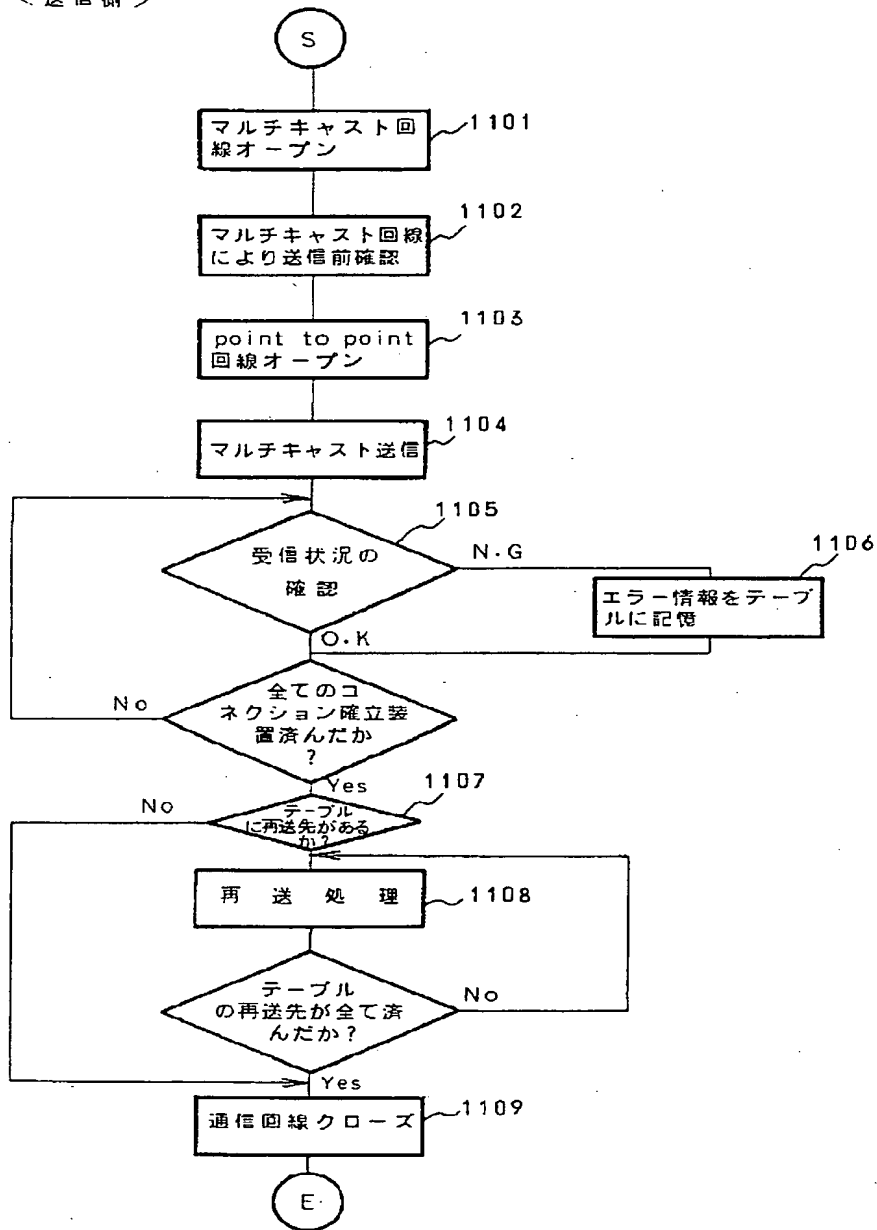 <送信側>
S
マルチキャスト回
線オープン
1101
マルチキャスト回線
により送信前確認
1102
point to point
回線オープン
1103
マルチキャスト送信
1104
受信状況の
確認
1105
N.G
エラー情報をテーブ
ルに記憶
1106
O.K
全てのコ
ネクション確立装
置済んだか
?
No
Yes
テーブル
に再送先がある
か?
1107
No
再送処理
1108
テーブル
の再送先が全て済
んだか?
No
Yes
通信回線クローズ
1109
E